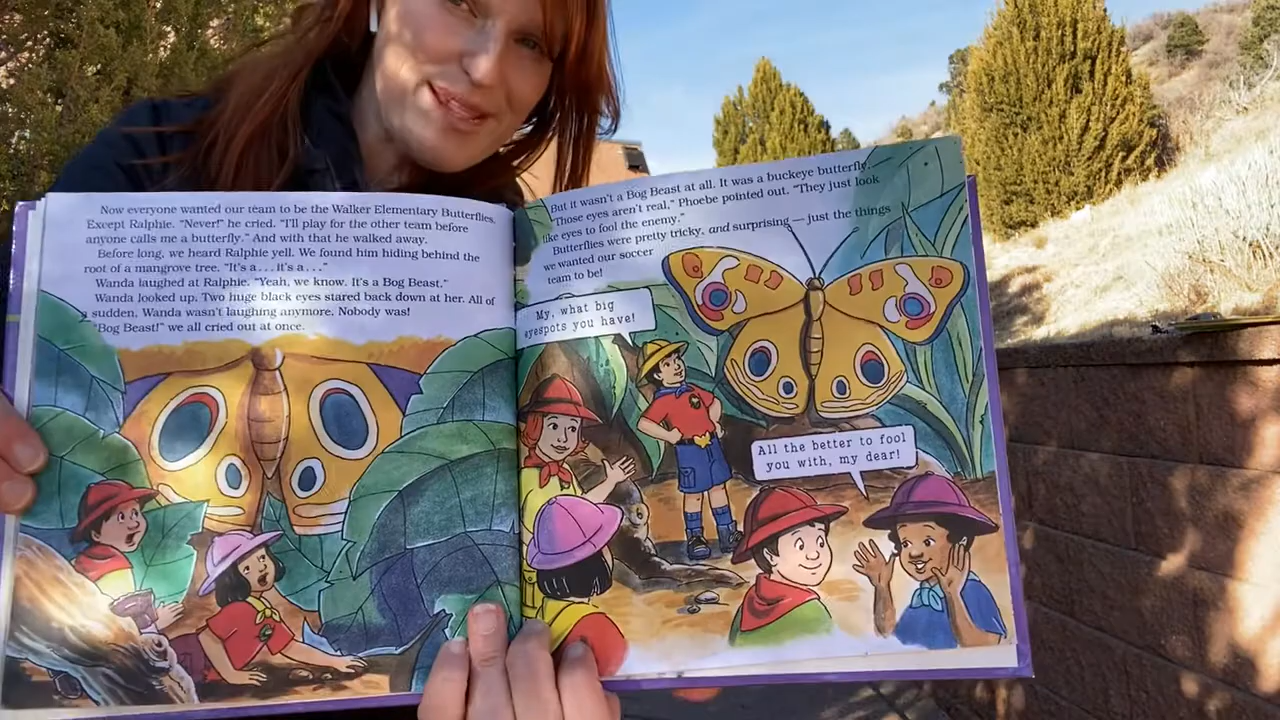 Now everyone wanted our team to be the Walker Elementary Butterflies.
Except Ralphie. "Never!" he cried. "I'll play for the other team before
anyone calls me a butterfly." And with that he walked away.
Before long, we heard Ralphie yell. We found him hiding behind the
root of a mangrove tree. "It's a . . . it's a . . ."
Wanda laughed at Ralphie. "Yeah, we know. It's a Bog Beast."
Wanda looked up. Two huge black eyes stared back down at her. All of
a sudden, Wanda wasn't laughing anymore. Nobody was!
"Bog Beast!" we all cried out at once.
But it wasn't a Bog Beast at all. It was a buckeye butterfly.
"Those eyes aren't real," Phoebe pointed out. "They just look
like eyes to fool the enemy."
Butterflies were pretty tricky, and surprising — just the things
we wanted our soccer
team to be!
My, what big
eyespots you have!
All the better to fool
you with, my dear!